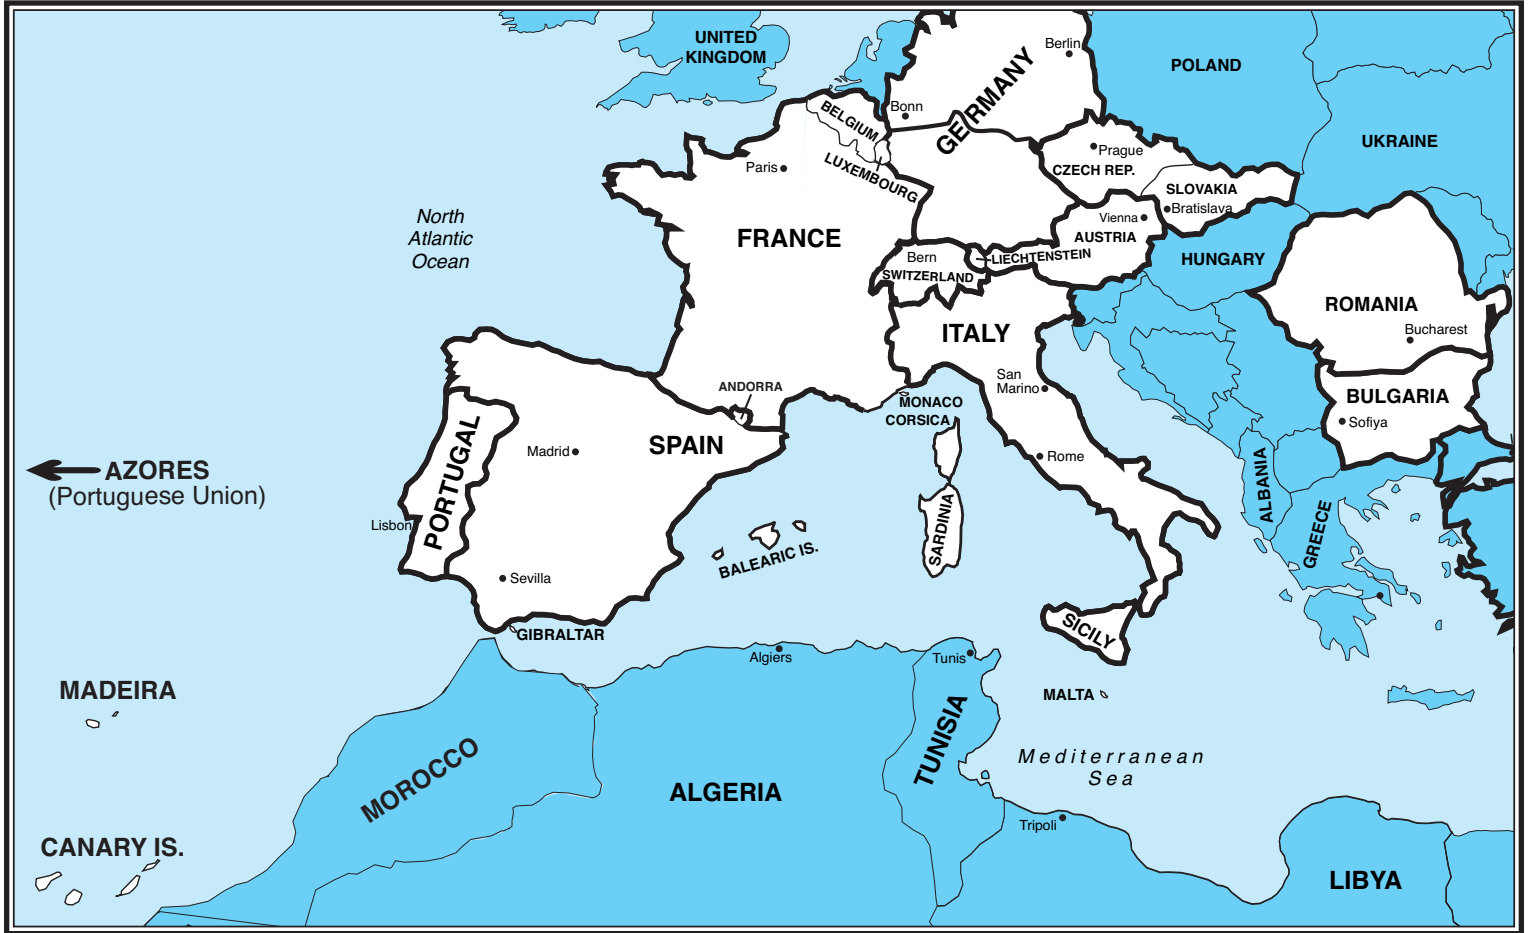 UNITED
KINGDOM
Berlin
POLAND
GERMANY
Bonn
BELGIUM
UKRAINE
Prague
CZECH REP.
Paris
LUXEMBOURG
SLOVAKIA
Bratislava
Vienna
North
Atlantic
Ocean
FRANCE
AUSTRIA
Bern
LIECHTENSTEIN
HUNGARY
SWITZERLAND
ROMANIA
Bucharest
ITALY
San
Marino
ANDORRA
MONACO
CORSICA
BULGARIA
Sofiya
SPAIN
Madrid
PORTUGAL
Rome
AZORES
(Portuguese Union)
ALBANIA
Lisbon
SARDINIA
GREECE
BALEARIC IS.
Sevilla
GIBRALTAR
SICILY
Algiers
Tunis
MADEIRA
MALTA
TUNISIA
MOROCCO
Mediterranean
Sea
ALGERIA
Tripoli
CANARY IS.
LIBYA